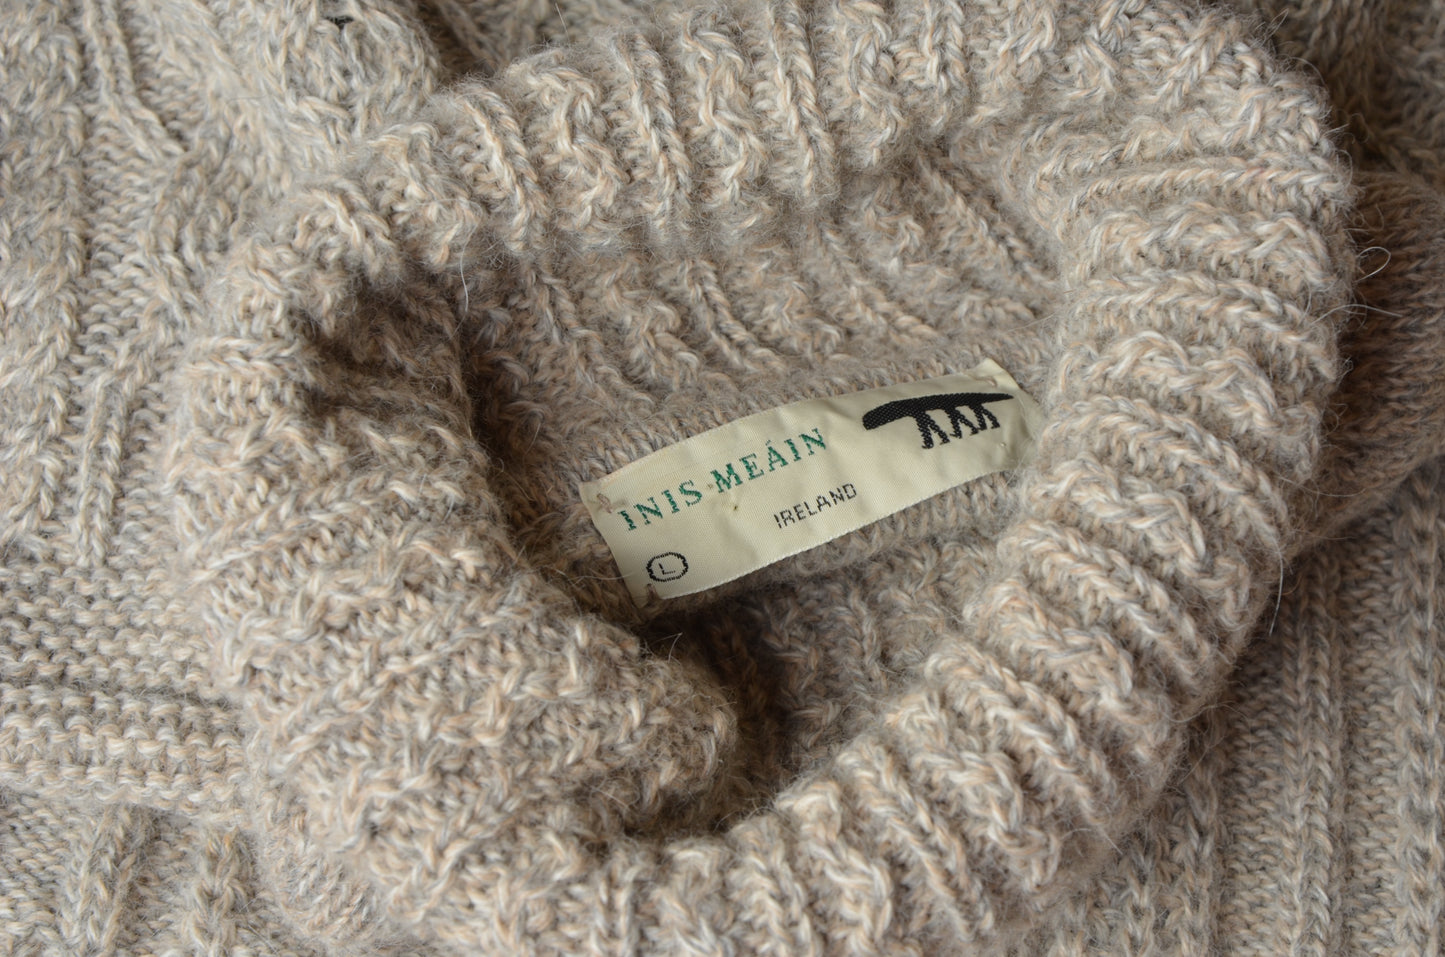 INIS MEÁIN
IRELAND
L